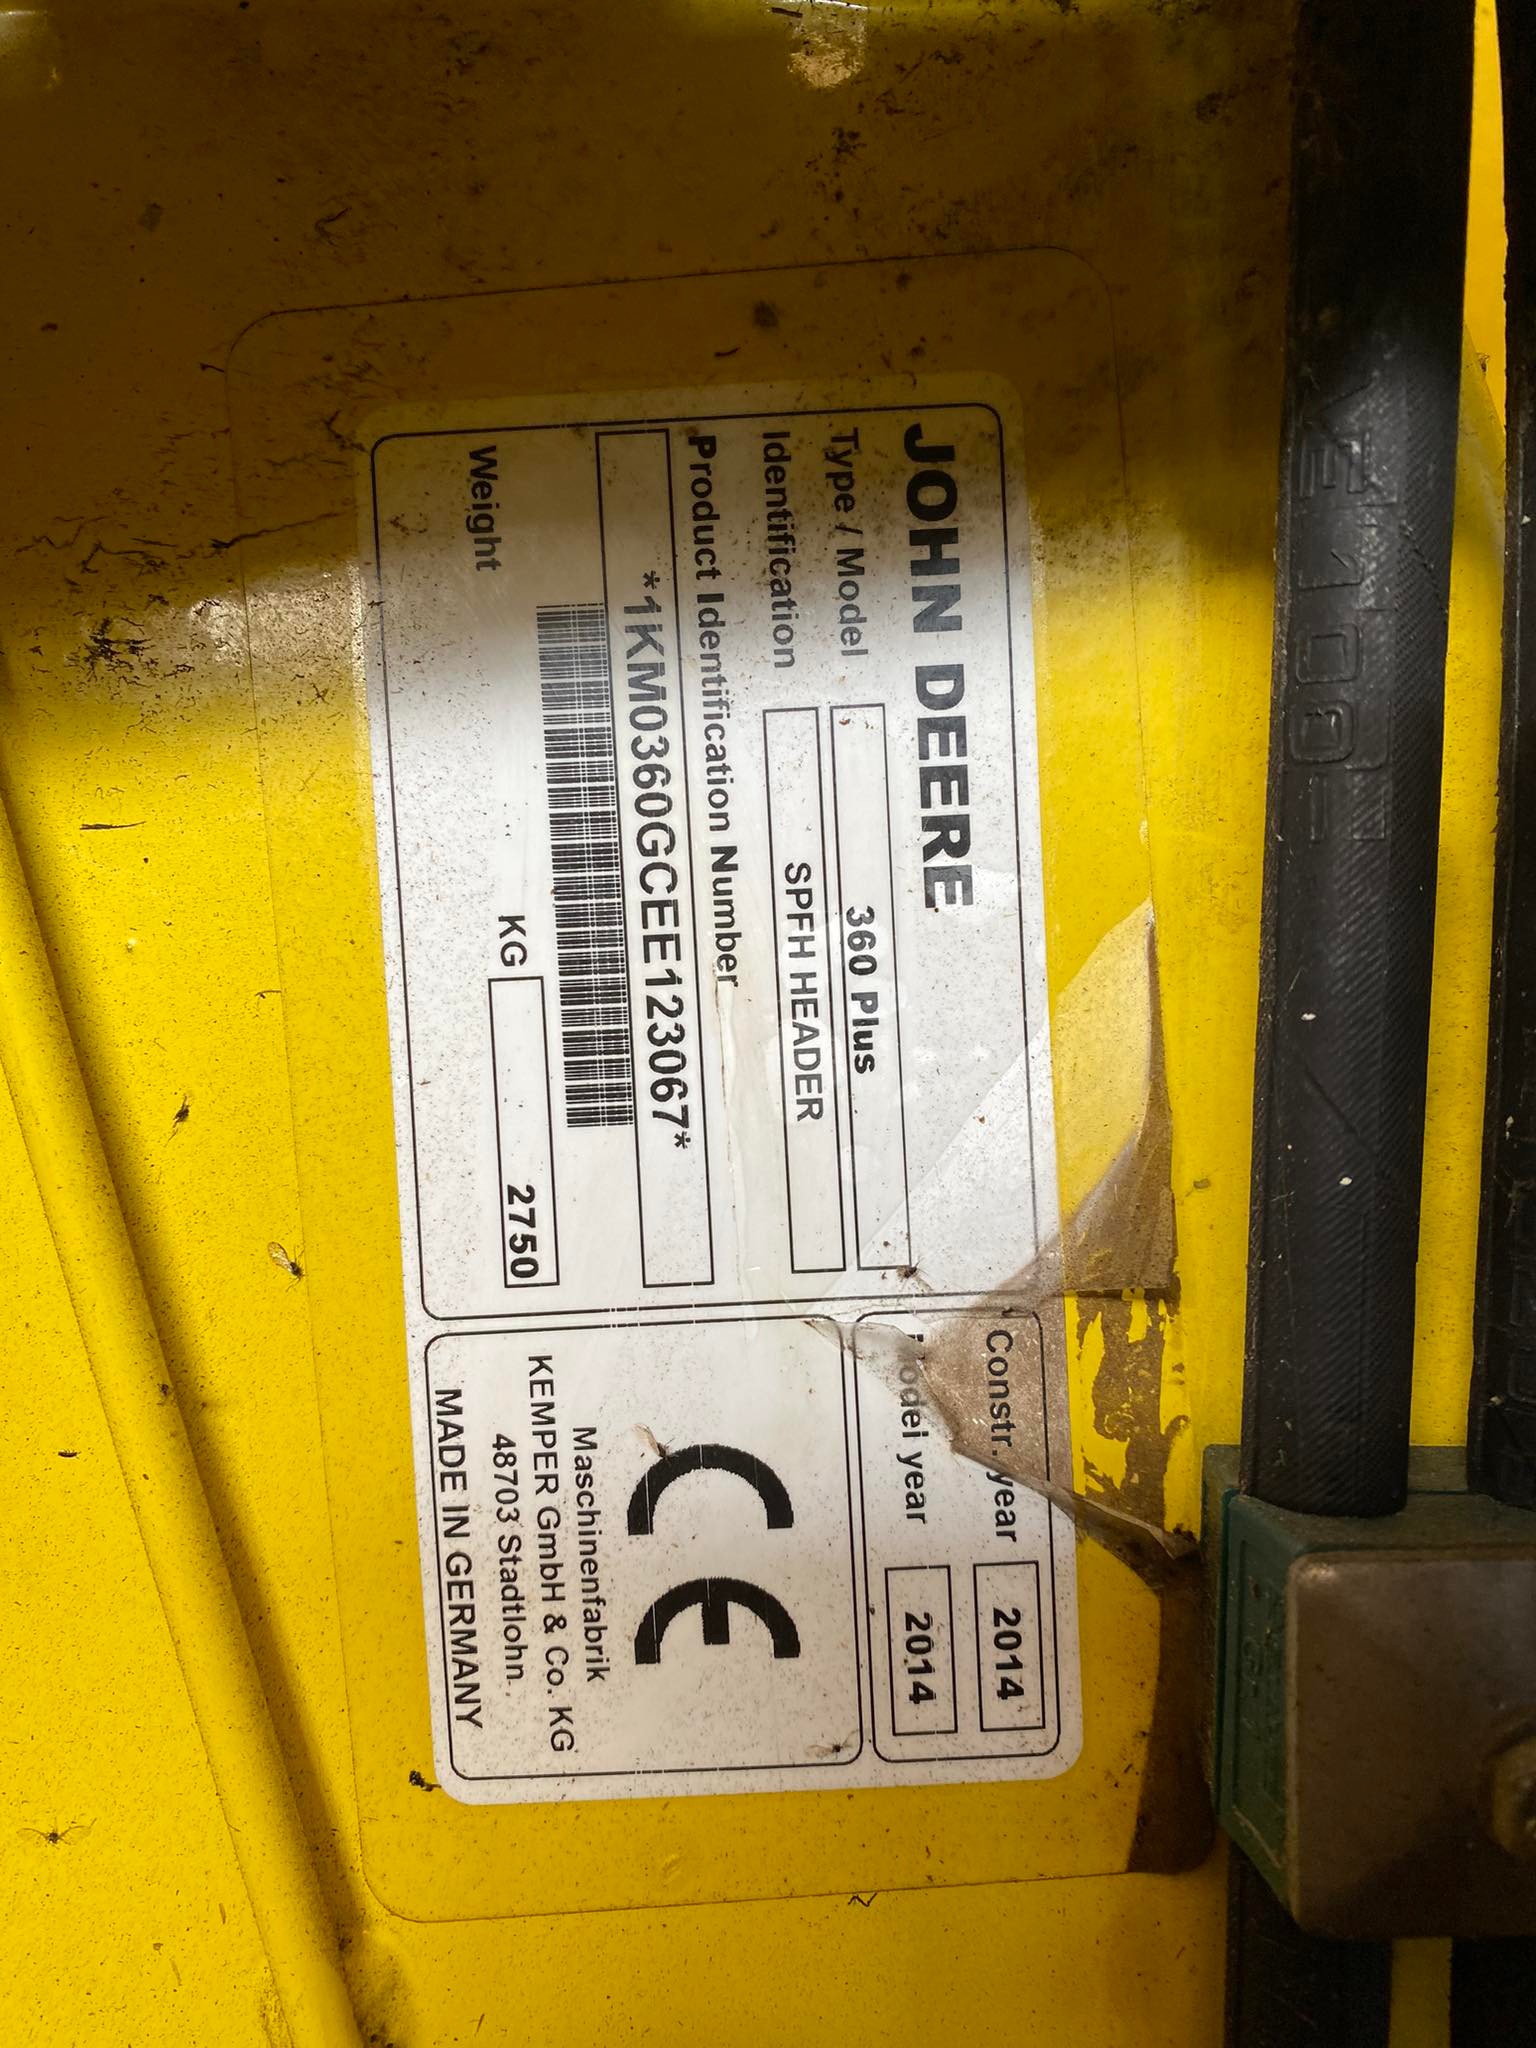 JOHN DEERE
Type / Model 360 Plus
Identification SPFH HEADER
Product Identification Number
*1KM0360GCEE123067*
Weight KG 2750
Constr. year 2014
Model year 2014
CE
Maschinenfabrik
KEMPER GmbH & Co. KG
48703 Stadtlohn
MADE IN GERMANY